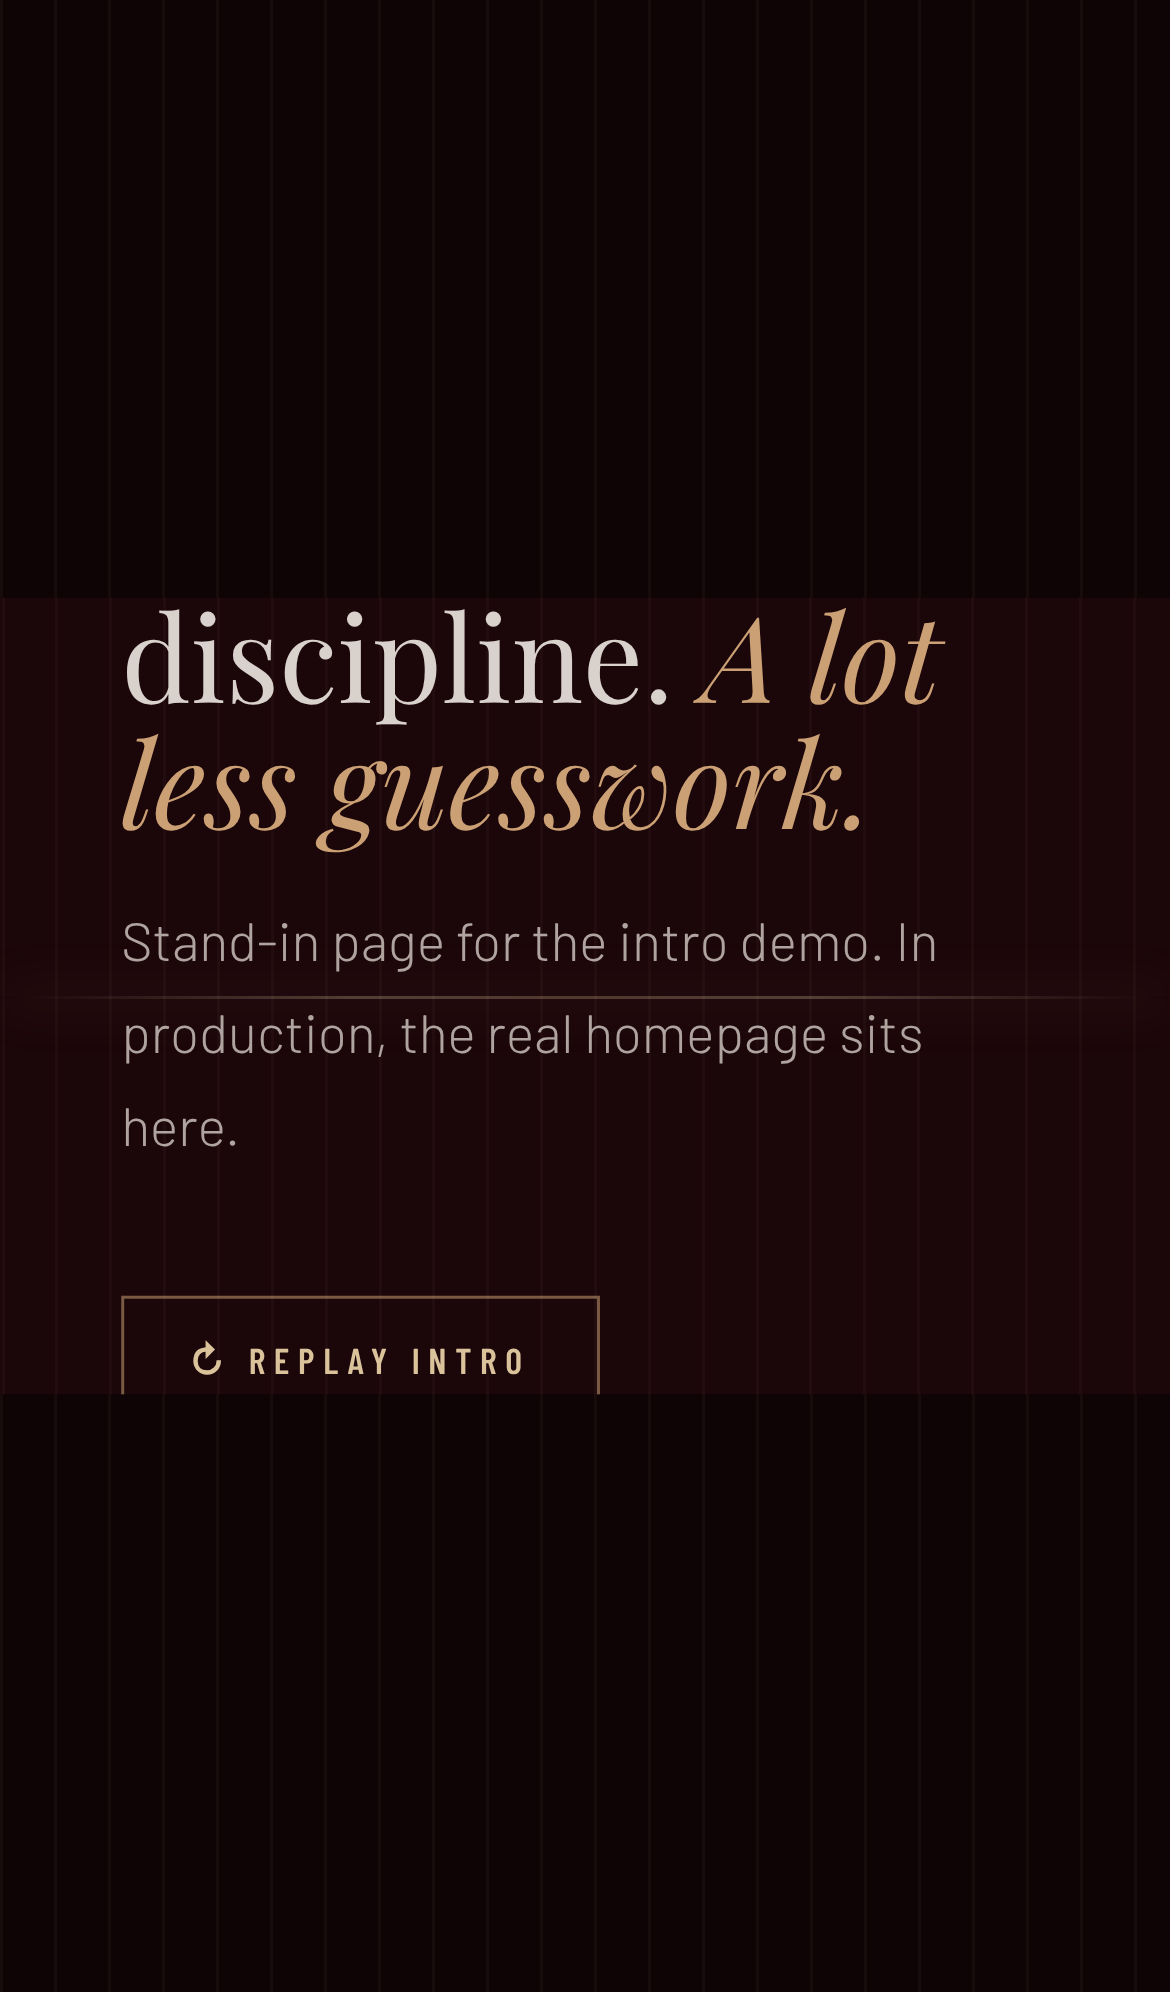 discipline. A lot
less guesswork.
Stand-in page for the intro demo. In
production, the real homepage sits
here.
↻ REPLAY INTRO